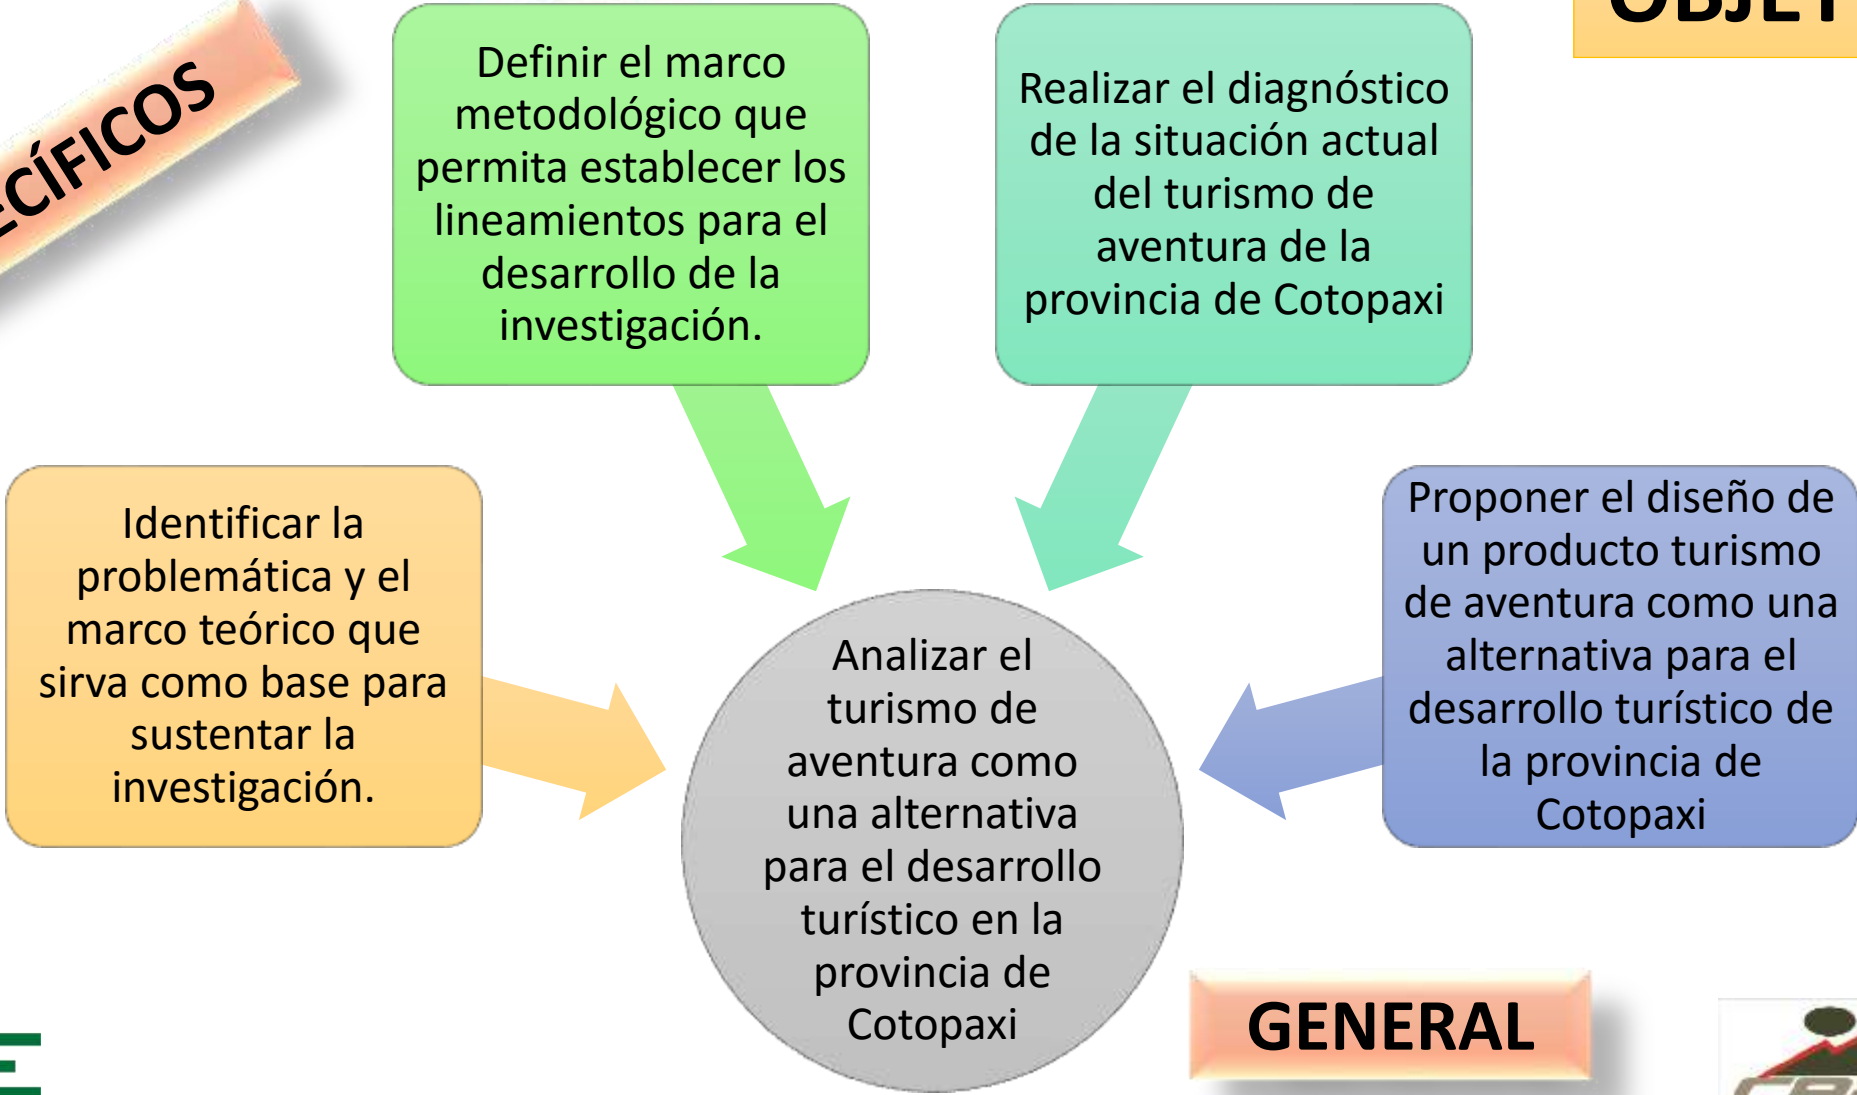 Definir el marco
metodológico que
permita establecer los
lineamientos para el
desarrollo de la
investigación.
Realizar el diagnóstico
de la situación actual
del turismo de
aventura de la
provincia de Cotopaxi
Identificar la
problemática y el
marco teórico que
sirva como base para
sustentar la
investigación.
Proponer el diseño de
un producto turismo
de aventura como una
alternativa para el
desarrollo turístico de
la provincia de
Cotopaxi
Analizar el
turismo de
aventura como
una alternativa
para el desarrollo
turístico en la
provincia de
Cotopaxi
GENERAL